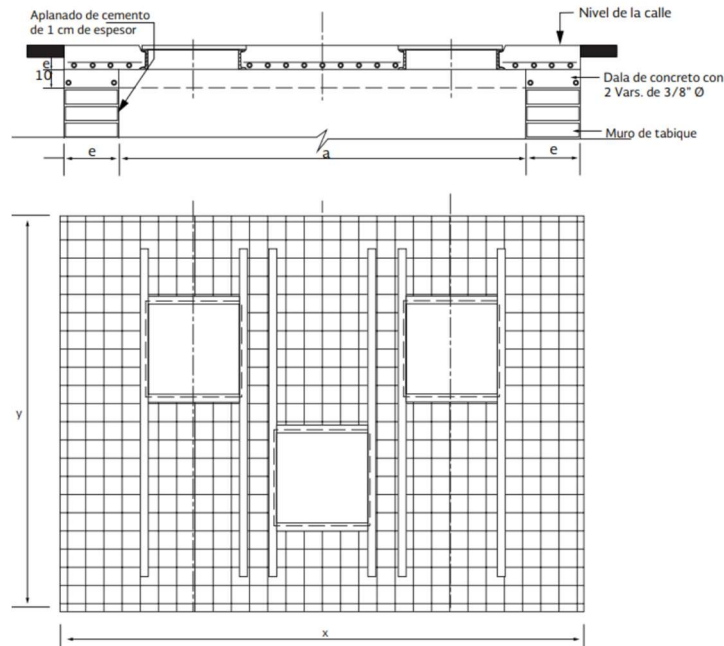 Aplanado de cemento
de 1 cm de espesor
Nivel de la calle
e
10
Dala de concreto con
2 Vars. de 3/8" Ø
Muro de tabique
e
a
e
y
x